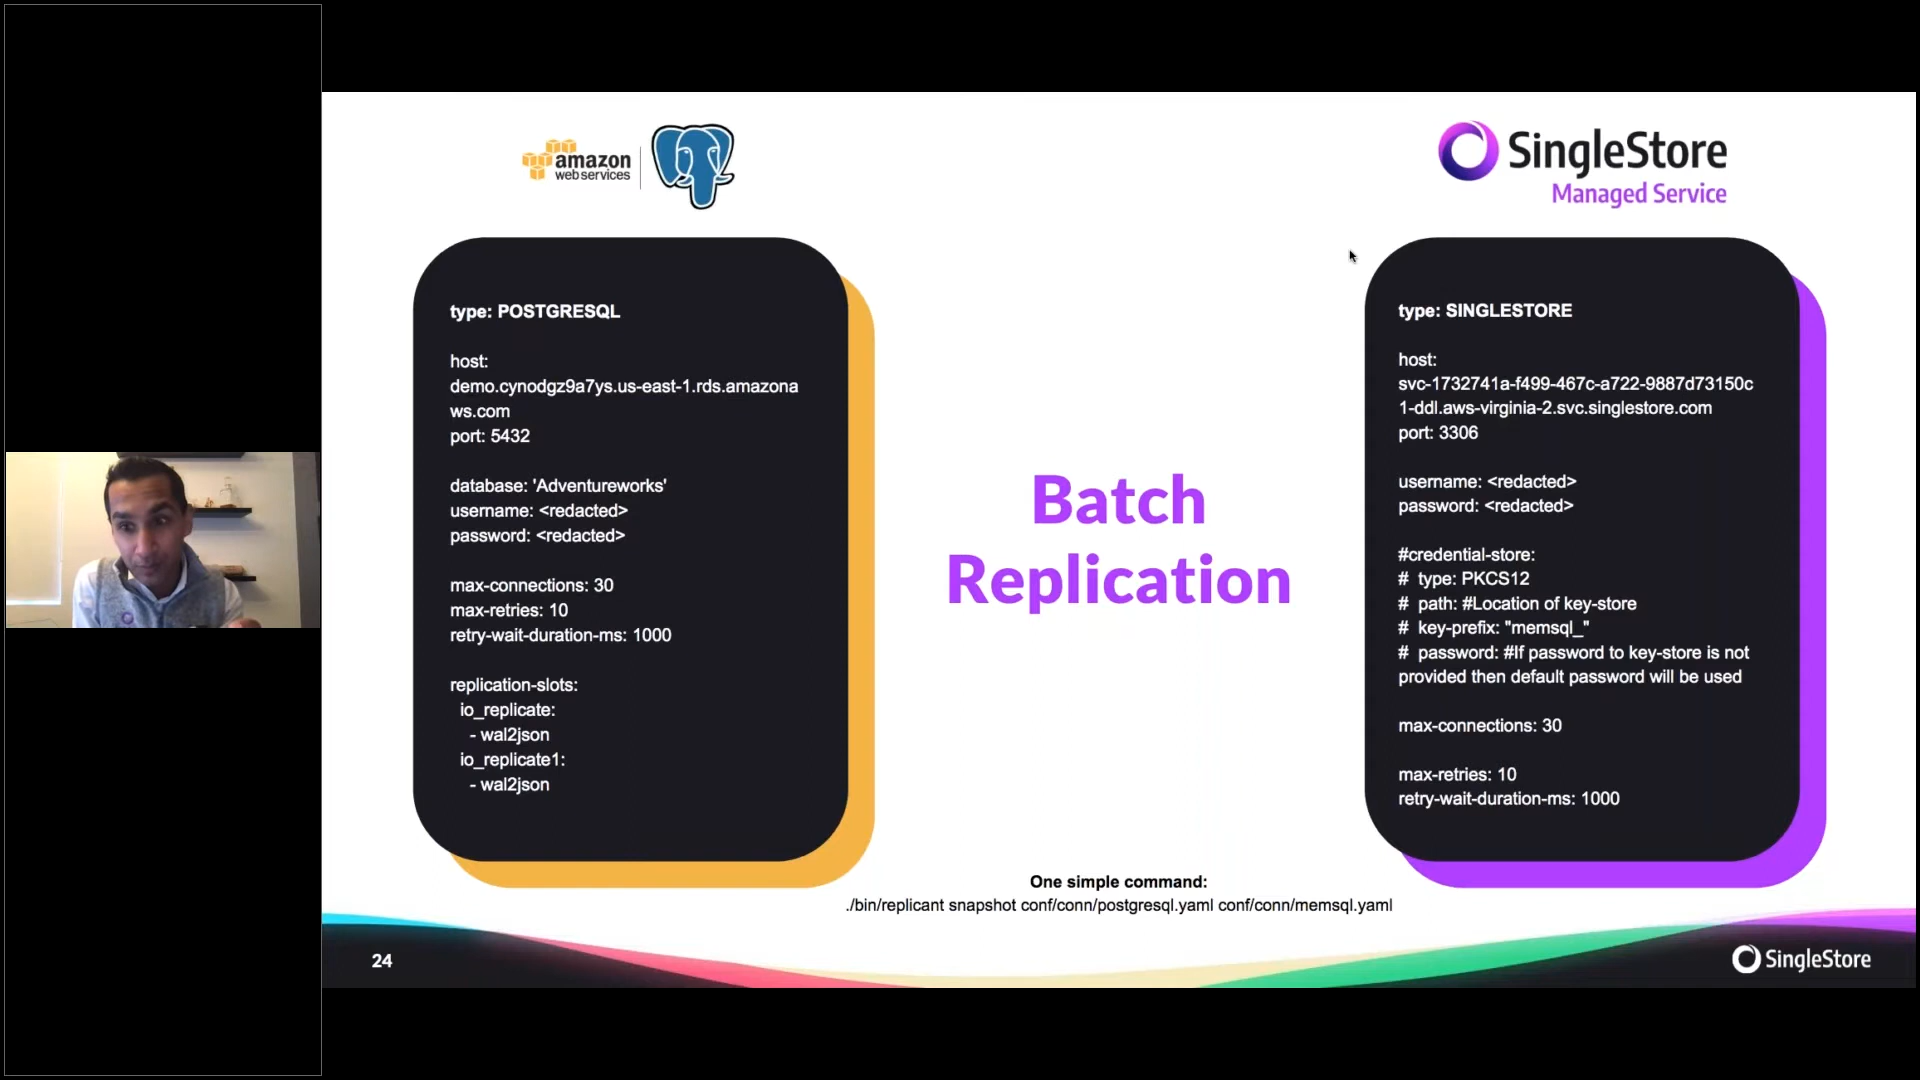 amazon
webservices
SingleStore
Managed Service
type: POSTGRESQL
host:
demo.cynodgz9a7ys.us-east-1.rds.amazona
ws.com
port: 5432
database: 'Adventureworks'
username: <redacted>
password: <redacted>
max-connections: 30
max-retries: 10
retry-wait-duration-ms: 1000
replication-slots:
io_replicate:
- wal2json
io_replicate1:
- wal2json
Batch
Replication
type: SINGLESTORE
host:
svc-1732741a-f499-467c-a722-9887d73150c
1-ddl.aws-virginia-2.svc.singlestore.com
port: 3306
username: <redacted>
password: <redacted>
#credential-store:
# type: PKCS12
# path: #Location of key-store
# key-prefix: "memsql_"
# password: #If password to key-store is not
provided then default password will be used
max-connections: 30
max-retries: 10
retry-wait-duration-ms: 1000
One simple command:
./bin/replicant snapshot conf/conn/postgresql.yaml conf/conn/memsql.yaml
24
SingleStore